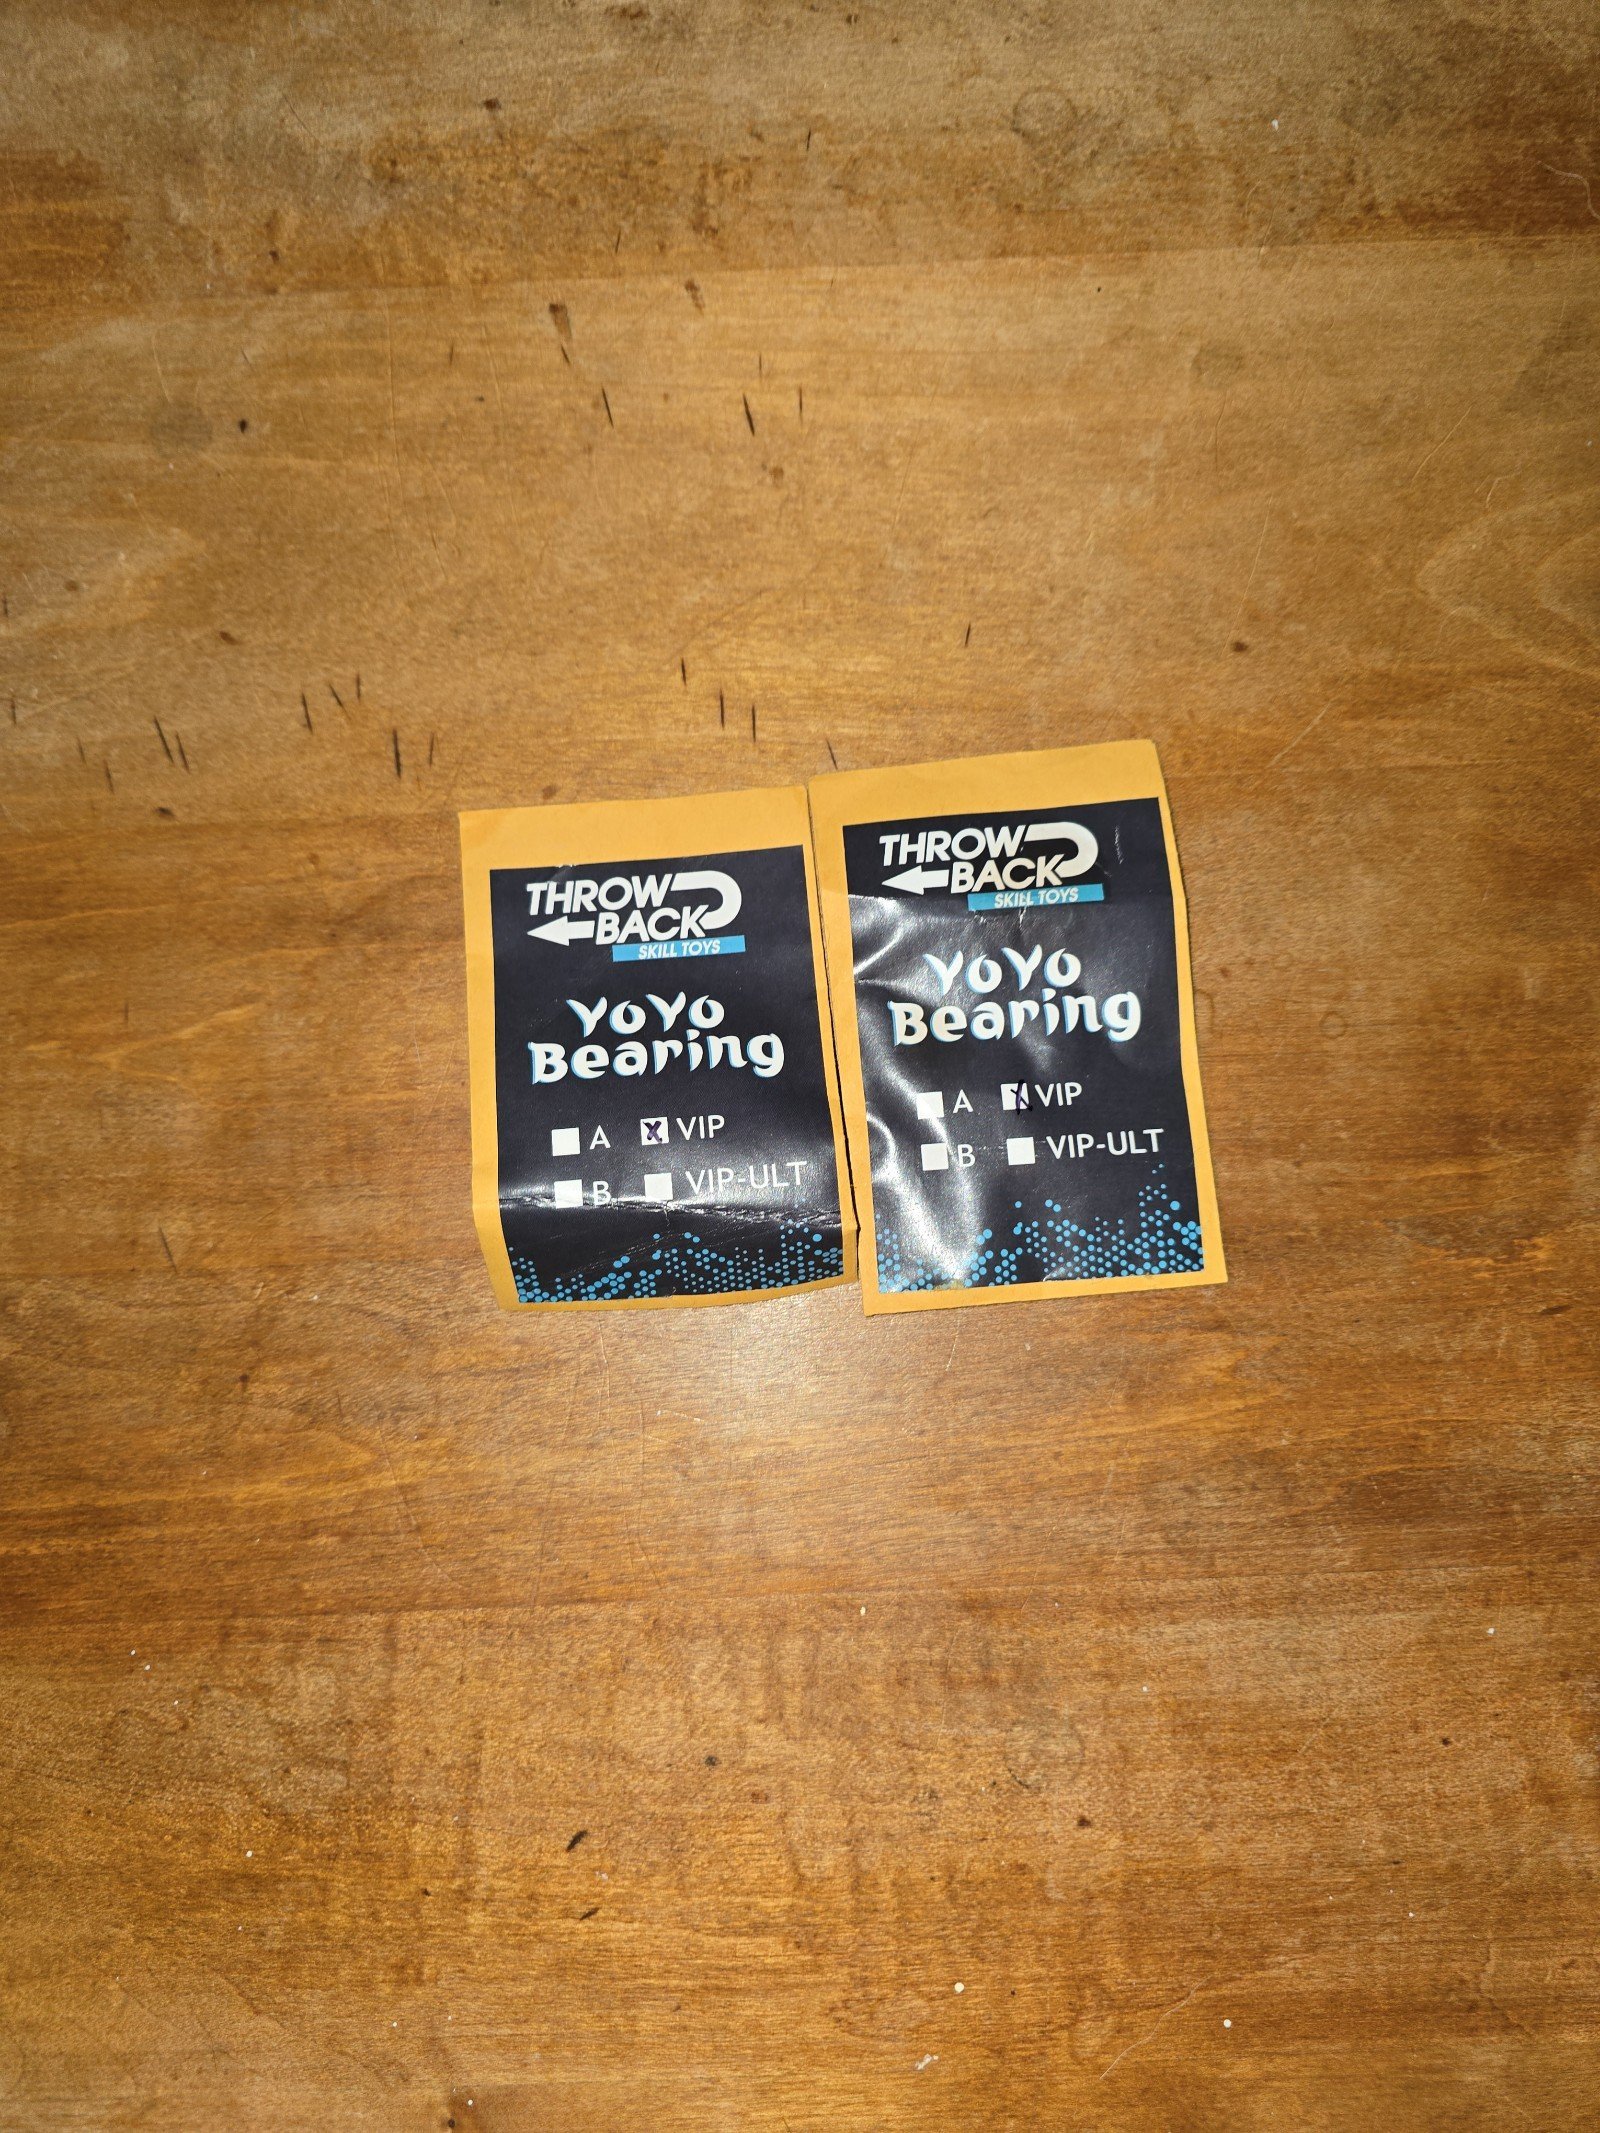 THROW
BACK
SKILL TOYS
YoYo
Bearing
A
X VIP
B
VIP-ULT
THROW
BACK
SKILL TOYS
YoYo
Bearing
A
X VIP
B
VIP-ULT